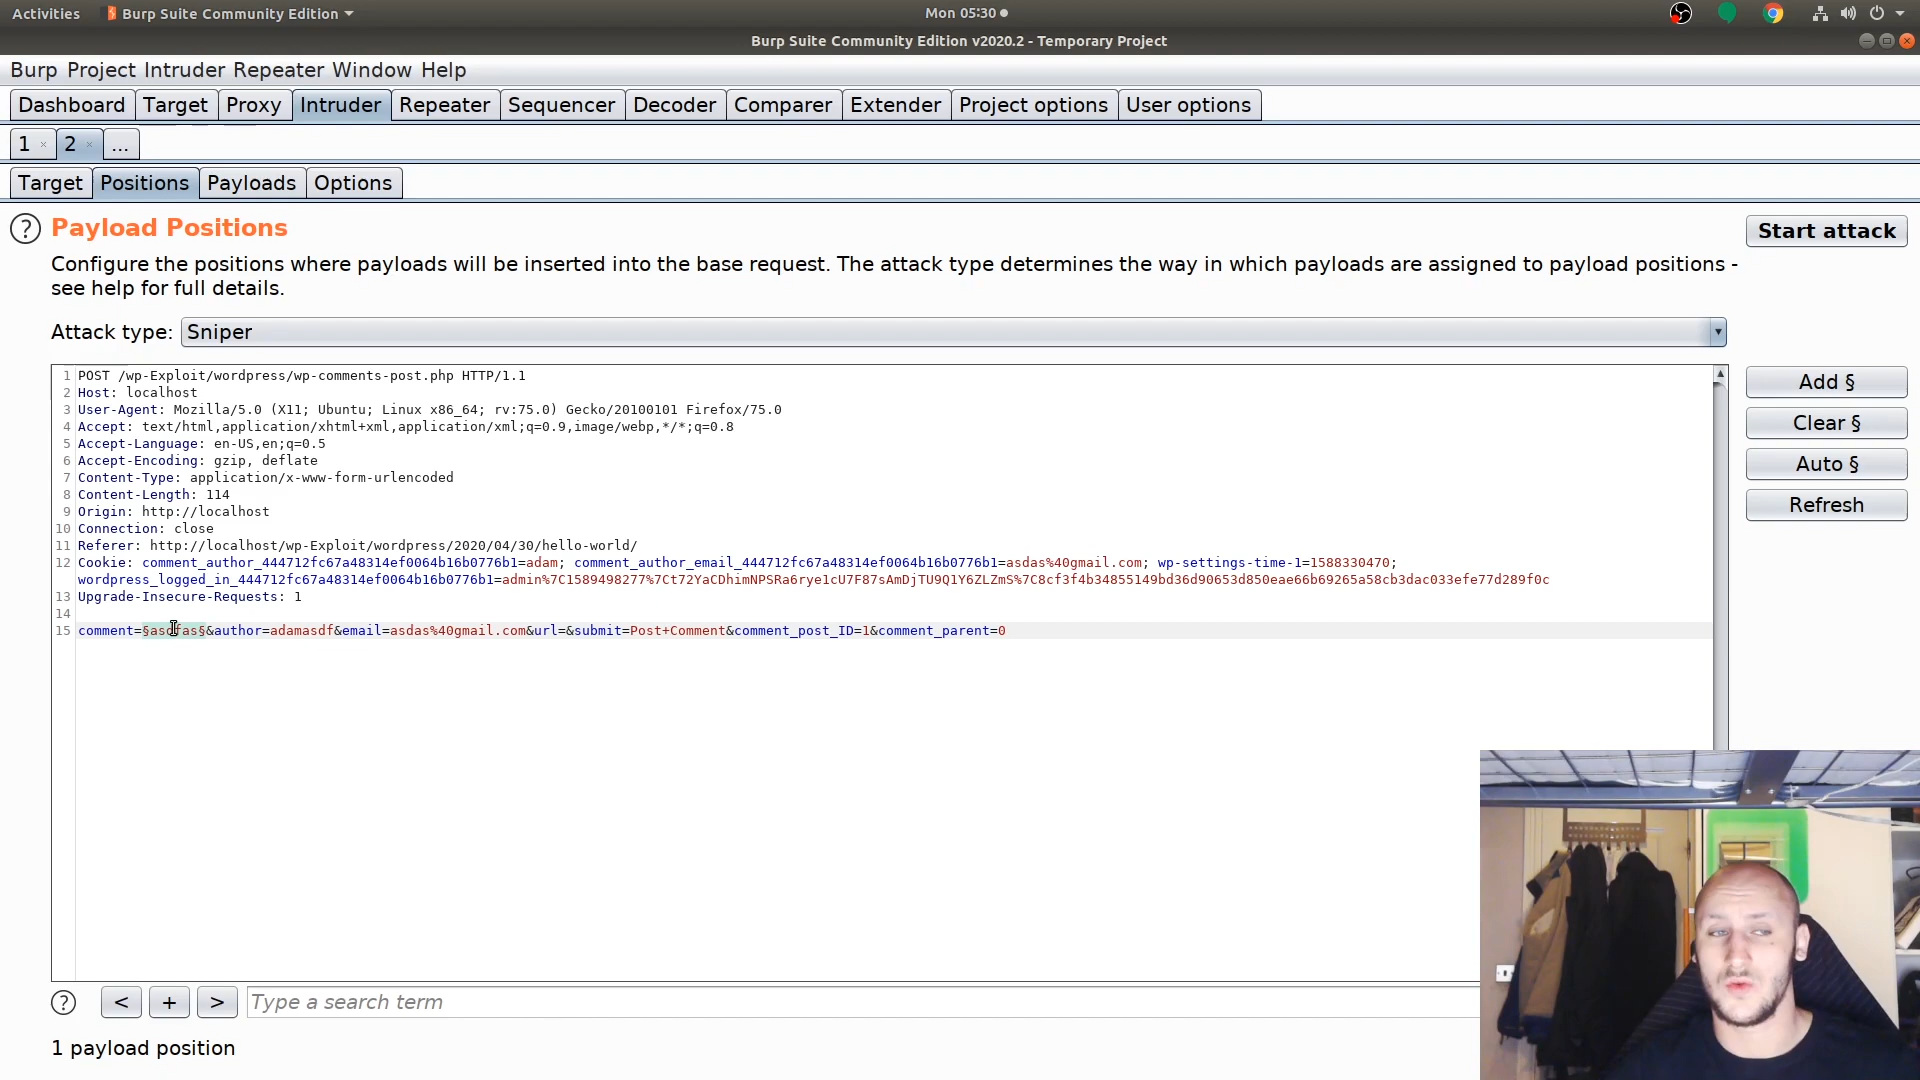 Activities Burp Suite Community Edition Mon 05:30
Burp Suite Community Edition v2020.2 - Temporary Project
Burp Project Intruder Repeater Window Help
Dashboard Target Proxy Intruder Repeater Sequencer Decoder Comparer Extender Project options User options
1 × 2 × ...
Target Positions Payloads Options
? Payload Positions Start attack
Configure the positions where payloads will be inserted into the base request. The attack type determines the way in which payloads are assigned to payload positions -
see help for full details.
Attack type: Sniper
1 POST /wp-Exploit/wordpress/wp-comments-post.php HTTP/1.1
2 Host: localhost
3 User-Agent: Mozilla/5.0 (X11; Ubuntu; Linux x86_64; rv:75.0) Gecko/20100101 Firefox/75.0
4 Accept: text/html,application/xhtml+xml,application/xml;q=0.9,image/webp,*/*;q=0.8
5 Accept-Language: en-US,en;q=0.5
6 Accept-Encoding: gzip, deflate
7 Content-Type: application/x-www-form-urlencoded
8 Content-Length: 114
9 Origin: http://localhost
10 Connection: close
11 Referer: http://localhost/wp-Exploit/wordpress/2020/04/30/hello-world/
12 Cookie: comment_author_444712fc67a48314ef0064b16b0776b1=adam; comment_author_email_444712fc67a48314ef0064b16b0776b1=asdas%40gmail.com; wp-settings-time-1=1588330470;
wordpress_logged_in_444712fc67a48314ef0064b16b0776b1=admin%7C1589498277%7Ct72YaCDhimNPSRa6rye1cU7F87sAmDjTU9Q1Y6ZLZmS%7C8cf3f4b34855149bd36d90653d850eae66b69265a58cb3dac033efe77d289f0c
13 Upgrade-Insecure-Requests: 1
14
15 comment=§asdfas§&author=adamasdf&email=asdas%40gmail.com&url=&submit=Post+Comment&comment_post_ID=1&comment_parent=0
Add §
Clear §
Auto §
Refresh
? < + > Type a search term
1 payload position